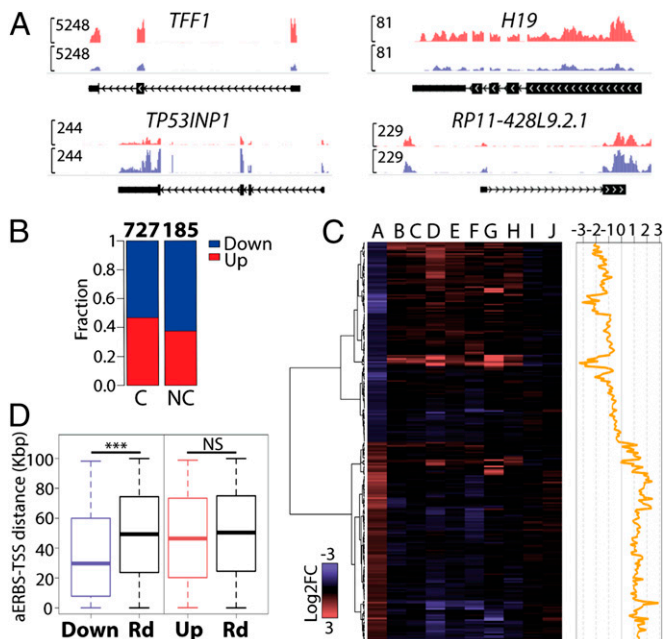 A
TFF1
5248
5248
H19
81
81
TP53INP1
244
244
RP11-428L9.2.1
229
229
B
727 185
Down
Up
Fraction
1
0.8
0.6
0.4
0.2
0.0
C NC
C
A B C D E F G H I J
-3-2-10 1 2 3
-3
Log2FC
3
D
aERBS-TSS distance (Kbp)
*** NS
100
80
60
40
20
0
Down Rd Up Rd